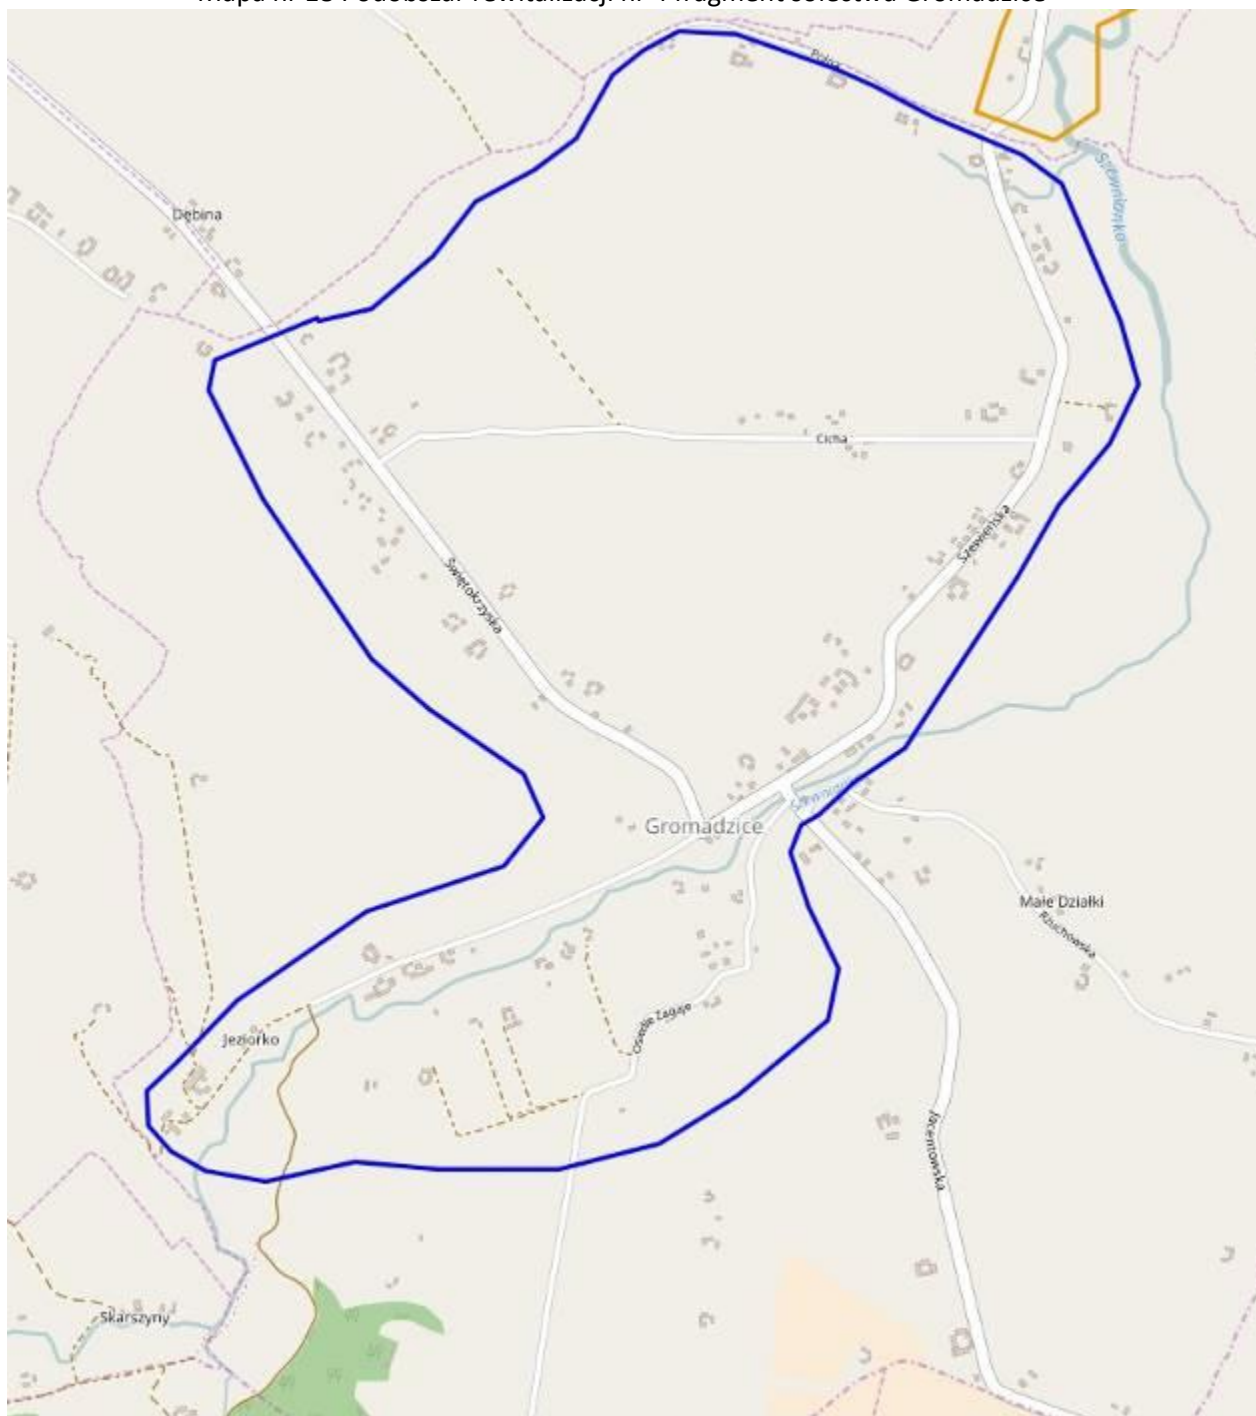 Polna
Szewnianka
Dębina
Cicha
Szewieńska
Świętokrzyska
Gromadzice
Małe Działki
Rzuchowska
Osiedle Zagaje
Jeziorko
Jacentowska
Skarszyny